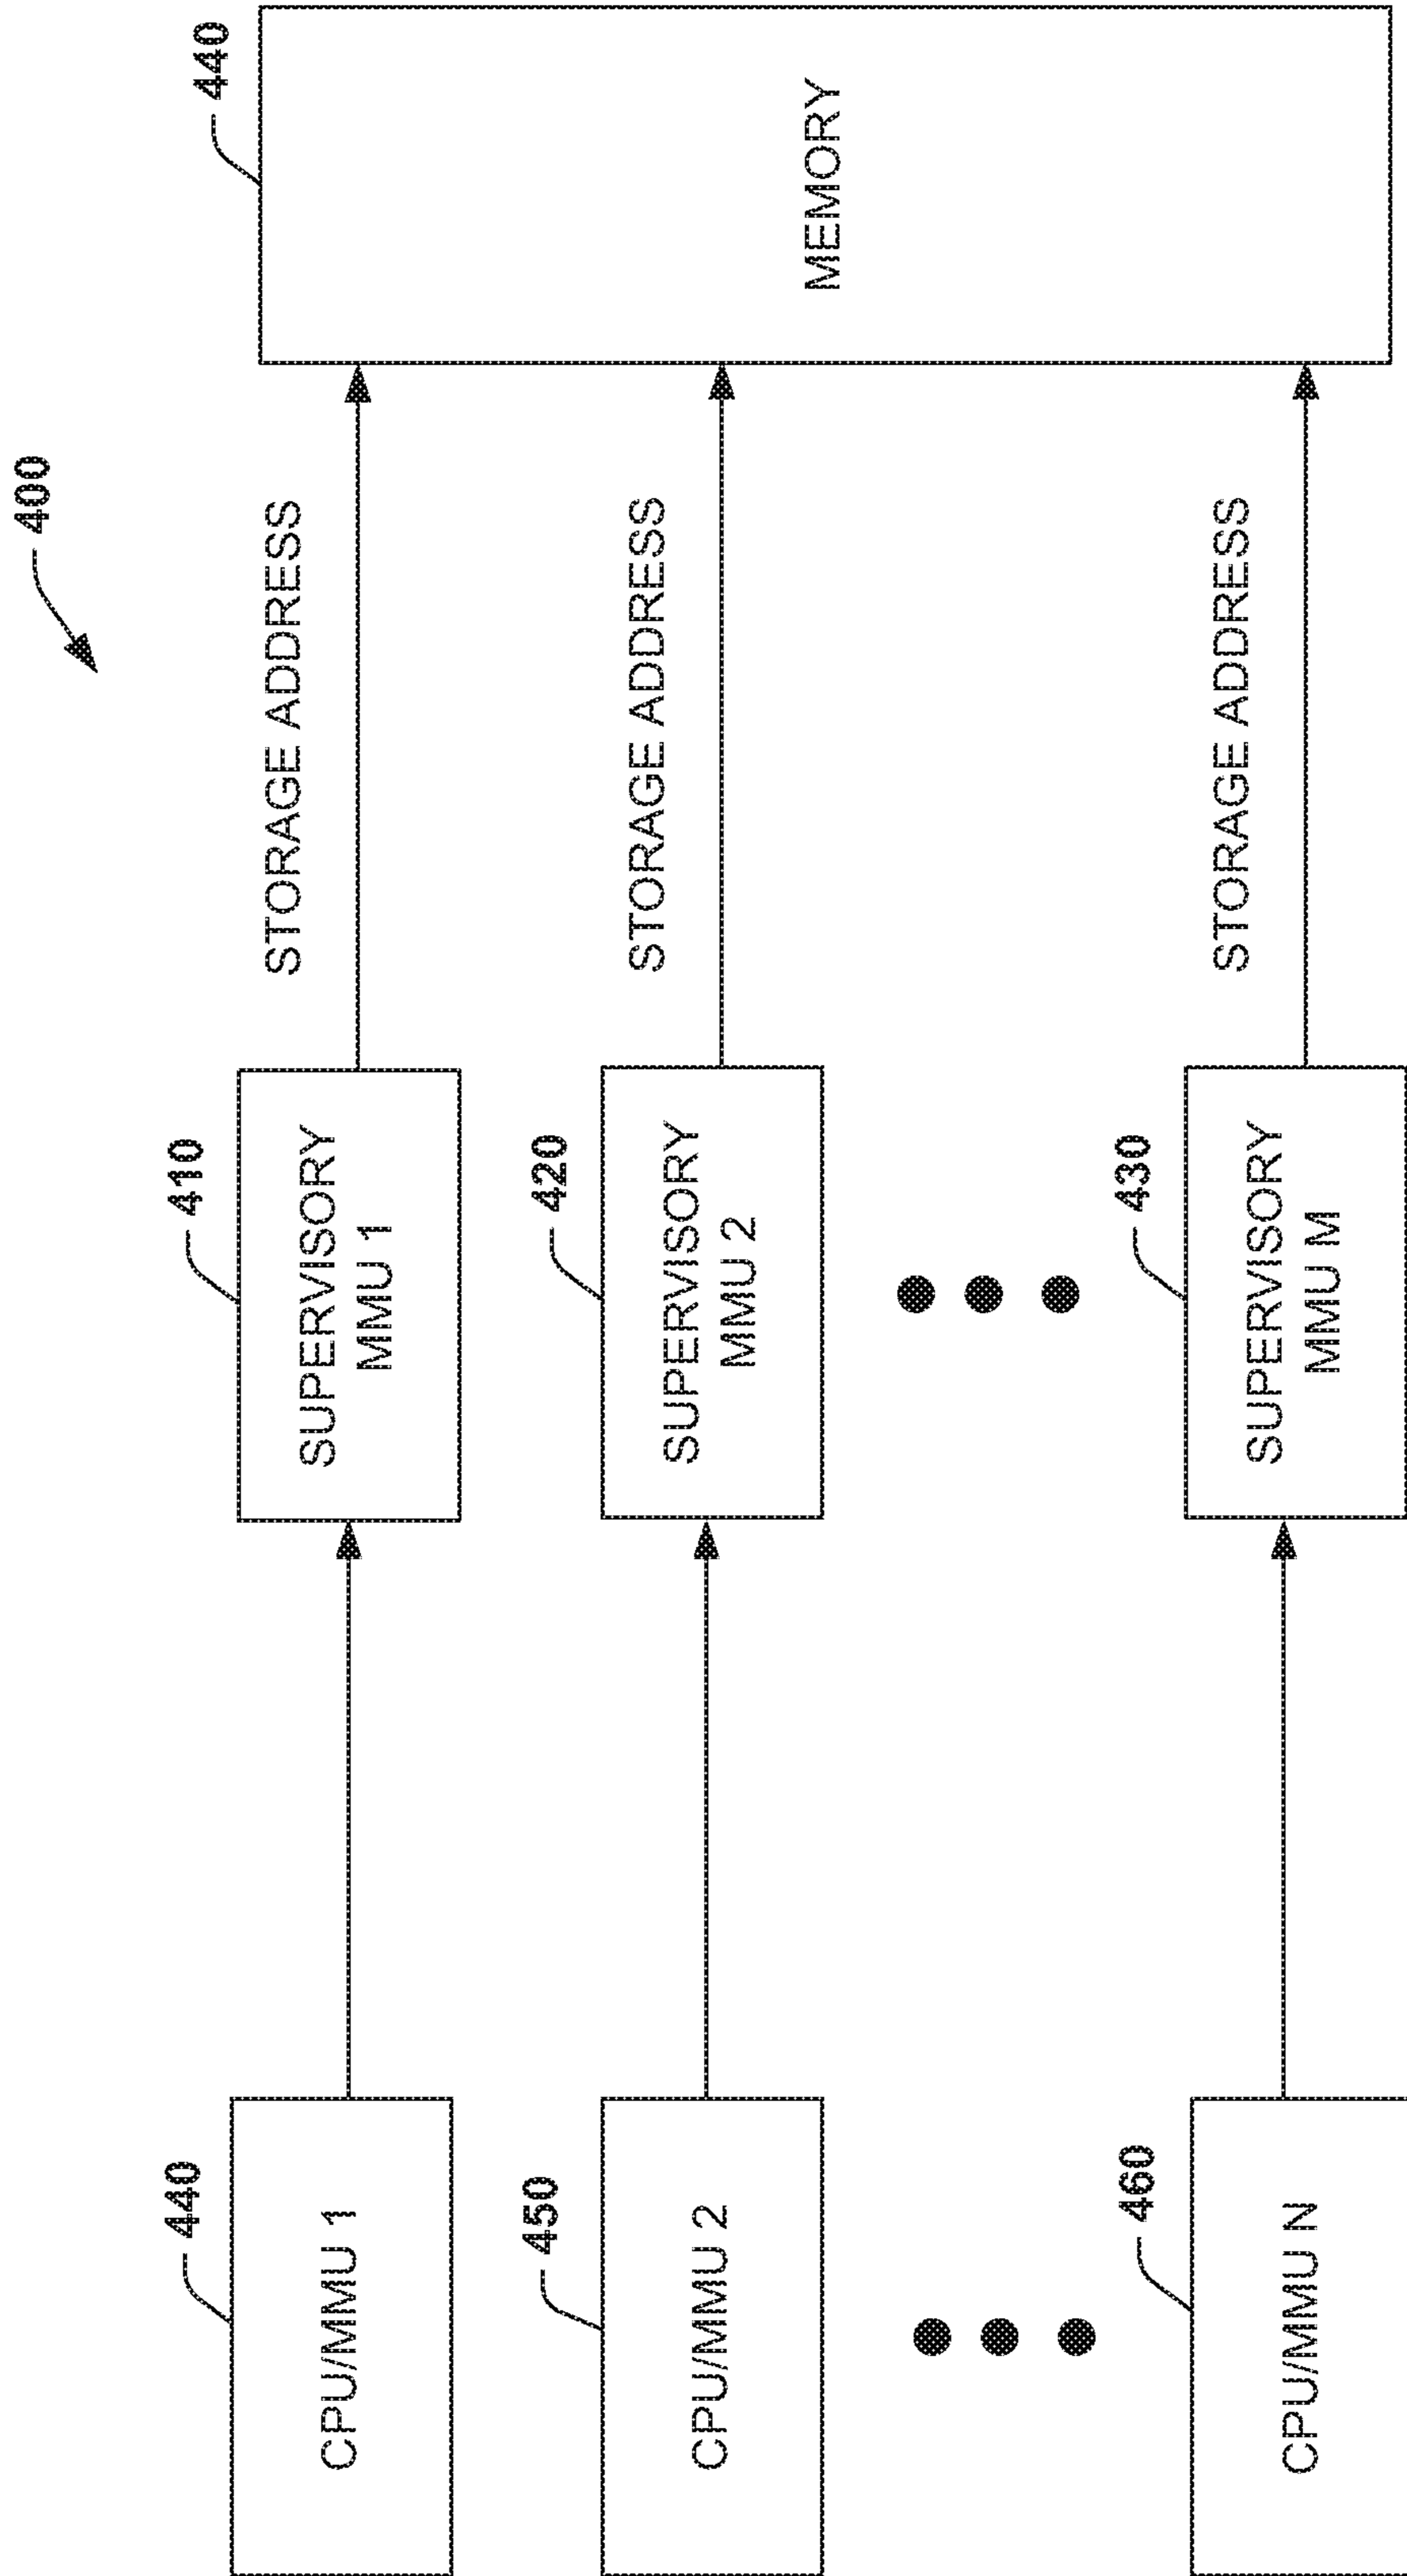 400
440
CPU/MMU 1
410
SUPERVISORY
MMU 1
STORAGE ADDRESS
440
MEMORY
450
CPU/MMU 2
420
SUPERVISORY
MMU 2
STORAGE ADDRESS
460
CPU/MMU N
430
SUPERVISORY
MMU M
STORAGE ADDRESS